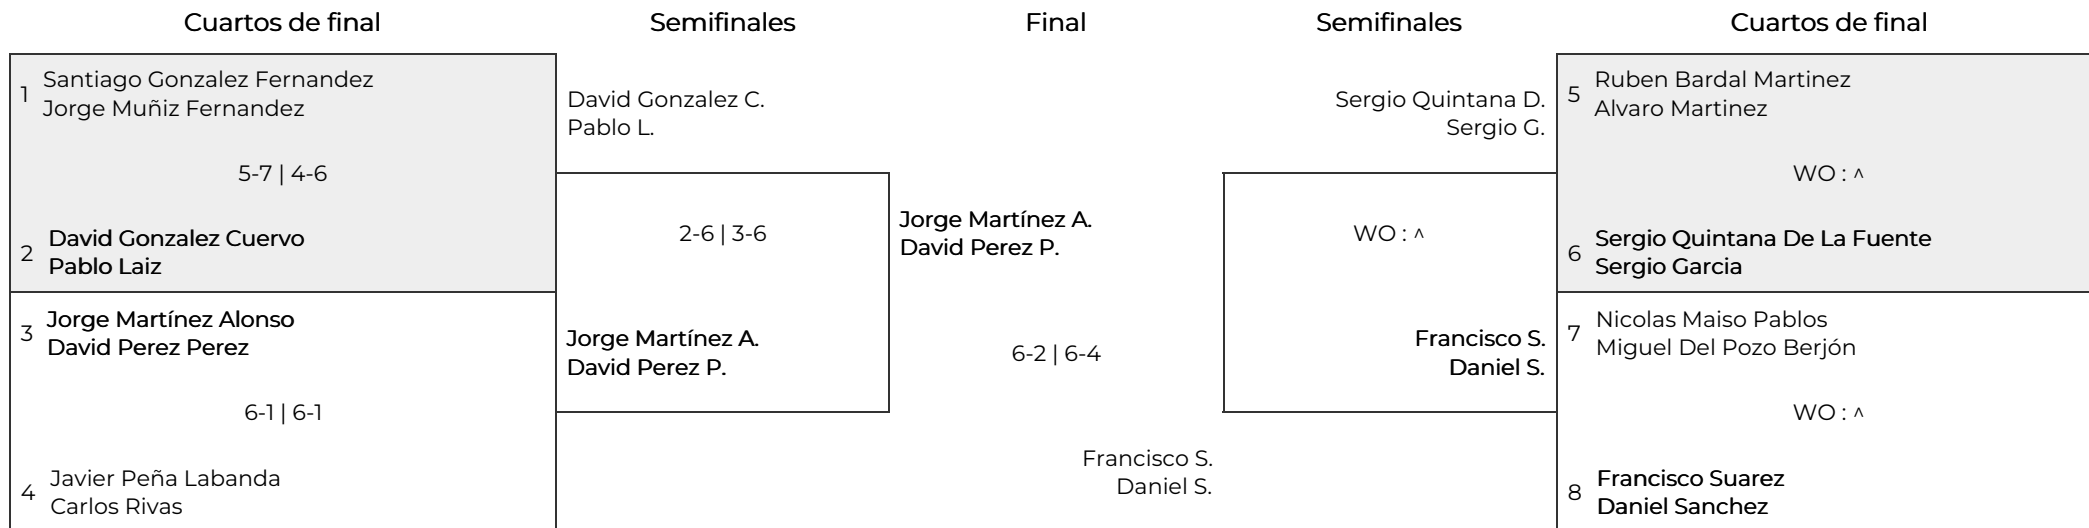 Cuartos de final
Semifinales
Final
Semifinales
Cuartos de final
1
Santiago Gonzalez Fernandez
Jorge Muñiz Fernandez
5-7 | 4-6
2
David Gonzalez Cuervo
Pablo Laiz
3
Jorge Martínez Alonso
David Perez Perez
6-1 | 6-1
4
Javier Peña Labanda
Carlos Rivas
David Gonzalez C.
Pablo L.
2-6 | 3-6
Jorge Martínez A.
David Perez P.
Jorge Martínez A.
David Perez P.
6-2 | 6-4
Francisco S.
Daniel S.
Sergio Quintana D.
Sergio G.
WO : ^
Francisco S.
Daniel S.
5
Ruben Bardal Martinez
Alvaro Martinez
WO : ^
6
Sergio Quintana De La Fuente
Sergio Garcia
7
Nicolas Maiso Pablos
Miguel Del Pozo Berjón
WO : ^
8
Francisco Suarez
Daniel Sanchez